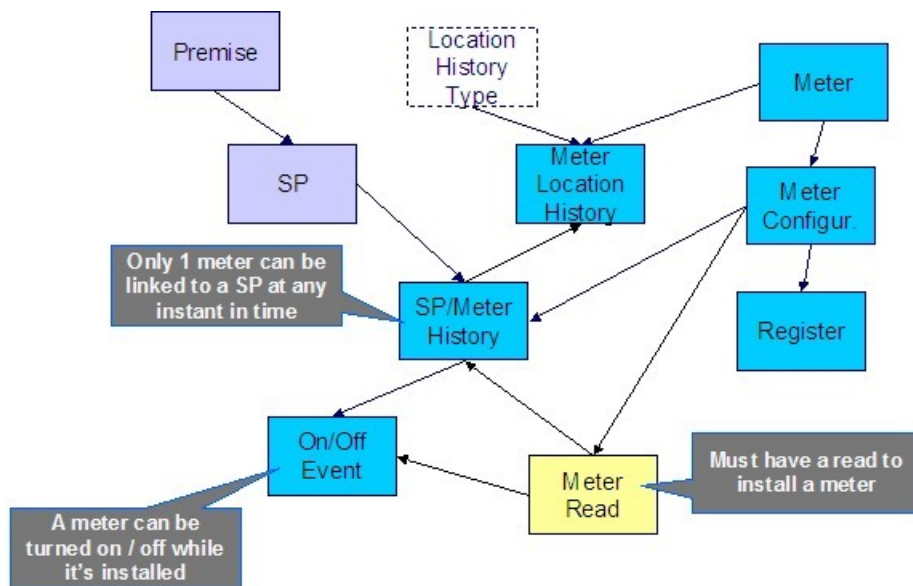 Premise
Location
History
Type
Meter
SP
Meter
Location
History
Meter
Configur.
Only 1 meter can be
linked to a SP at any
instant in time
SP/Meter
History
Register
On/Off
Event
Meter
Read
Must have a read to
install a meter
A meter can be
turned on / off while
it's installed